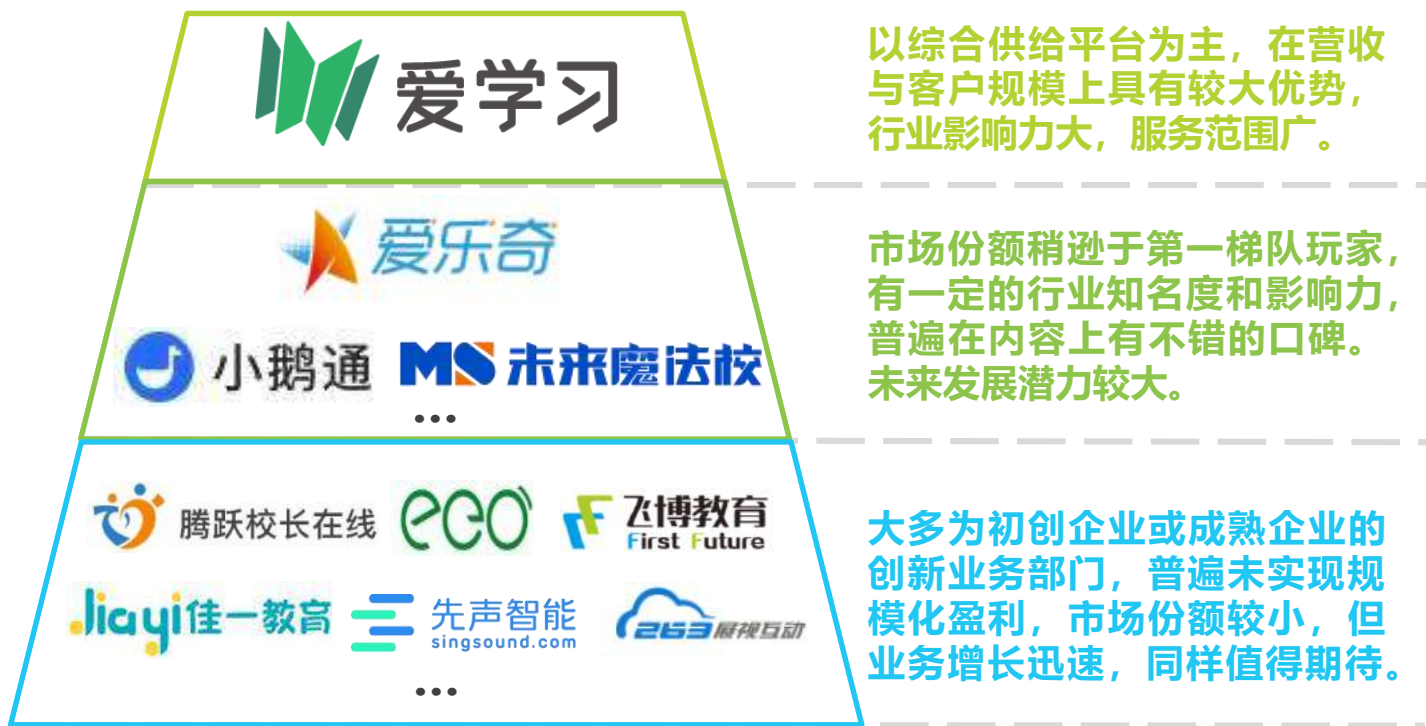 爱学习
以综合供给平台为主，在营收
与客户规模上具有较大优势，
行业影响力大，服务范围广。
爱乐奇
小鹅通
MS 未来魔法校
...
市场份额稍逊于第一梯队玩家，
有一定的行业知名度和影响力，
普遍在内容上有不错的口碑。
未来发展潜力较大。
腾跃校长在线
eeo
飞博教育
First Future
Jiayi佳一教育
先声智能
singsound.com
263展视互动
...
大多为初创企业或成熟企业的
创新业务部门，普遍未实现规
模化盈利，市场份额较小，但
业务增长迅速，同样值得期待。